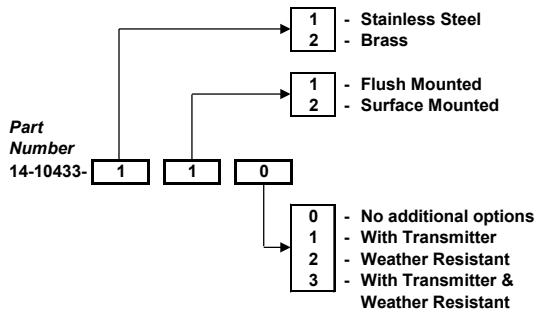 1 - Stainless Steel
2 - Brass
1 - Flush Mounted
2 - Surface Mounted
Part
Number
14-10433- 1 1 0
0 - No additional options
1 - With Transmitter
2 - Weather Resistant
3 - With Transmitter &
Weather Resistant